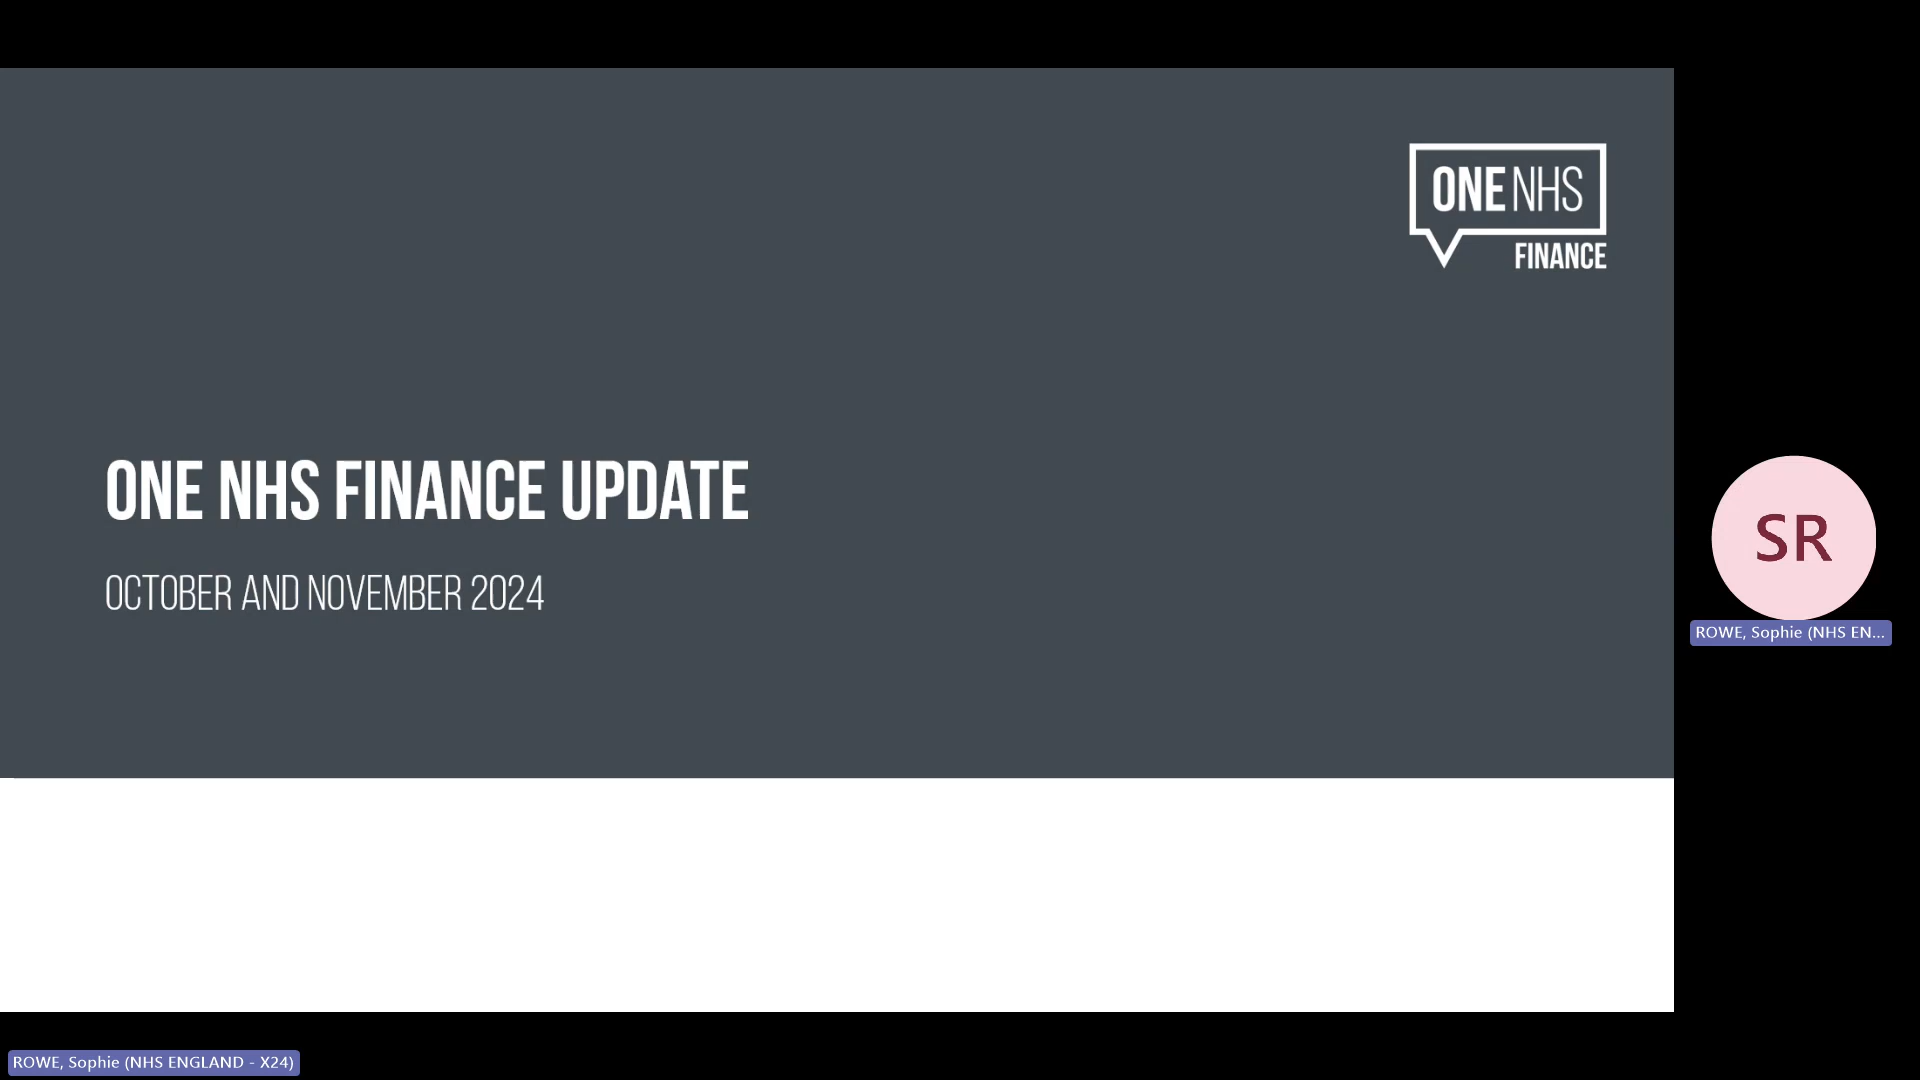 ONE NHS
FINANCE
ONE NHS FINANCE UPDATE
OCTOBER AND NOVEMBER 2024
SR
ROWE, Sophie (NHS EN...
ROWE, Sophie (NHS ENGLAND - X24)